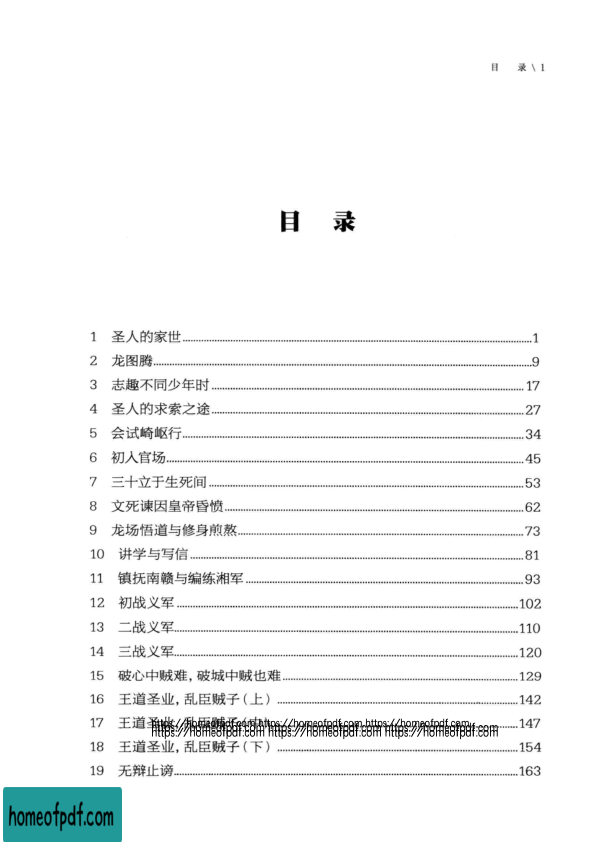 目 录 \ 1
目 录
1 圣人的家世 1
2 龙图腾 9
3 志趣不同少年时 17
4 圣人的求索之途 27
5 会试崎岖行 34
6 初入官场 45
7 三十立于生死间 53
8 文死谏因皇帝昏愦 62
9 龙场悟道与修身煎熬 73
10 讲学与写信 81
11 镇抚南赣与编练湘军 93
12 初战义军 102
13 二战义军 110
14 三战义军 120
15 破心中贼难，破城中贼也难 129
16 王道圣业，乱臣贼子（上） 142
17 王道圣业，乱臣贼子（中） 147
https://homeofpdf.com https://homeofpdf.com https://homeofpdf.com
https://homeofpdf.com https://homeofpdf.com https://homeofpdf.com
18 王道圣业，乱臣贼子（下） 154
19 无辩止谤 163
homeofpdf.com